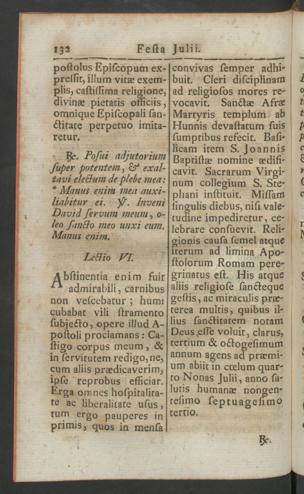 132 Festa Julii.
postolus Episcopum ex-
pressit, illum vitæ exem-
plis, castissima religione,
divinæ pietatis officiis,
omnique Episcopali san-
ctitate perpetuo imita-
retur.
℟. Posui adjutorium
super potentem, & exal-
tavi electum de plebe mea:
* Manus enim mea auxi-
liabitur ei. ℣. Inveni
David servum meum, o-
leo sancto meo unxi eum.
Manus enim.
Lectio VI.
Abstinentia enim fuit
admirabili, carnibus
non vescebatur; humi
cubabat vili stramento
subjecto, opere illud A-
postoli proclamans: Ca-
stigo corpus meum, &
in servitutem redigo, ne,
cum aliis prædicaverim,
ipse reprobus efficiar.
Erga omnes hospitalita-
te ac liberalitate usus,
tum ergo pauperes in
primis, quos in mensa
convivas semper adhi-
buit. Cleri disciplinam
ad religiosos mores re-
vocavit. Sanctæ Afræ
Martyris templum ab
Hunnis devastatum suis
sumptibus refecit. Basi-
licam item S. Joannis
Baptistæ nomine ædifi-
cavit. Sacrarum Virgi-
num collegium S. Ste-
phani instituit. Missam
singulis diebus, nisi vale-
tudine impediretur, ce-
lebrare consuevit. Reli-
gionis causa semel atque
iterum ad limina Apo-
stolorum Romam pere-
grinatus est. His atque
aliis religiose sancteque
gestis, ac miraculis præ-
terea multis, quibus il-
lius sanctitatem notam
Deus esse voluit, clarus,
tertium & octogesimum
annum agens ad præmi-
um abiit in cœlum quar-
to Nonas Julii, anno sa-
lutis humanæ nongen-
tesimo septuagesimo
tertio.
℟.